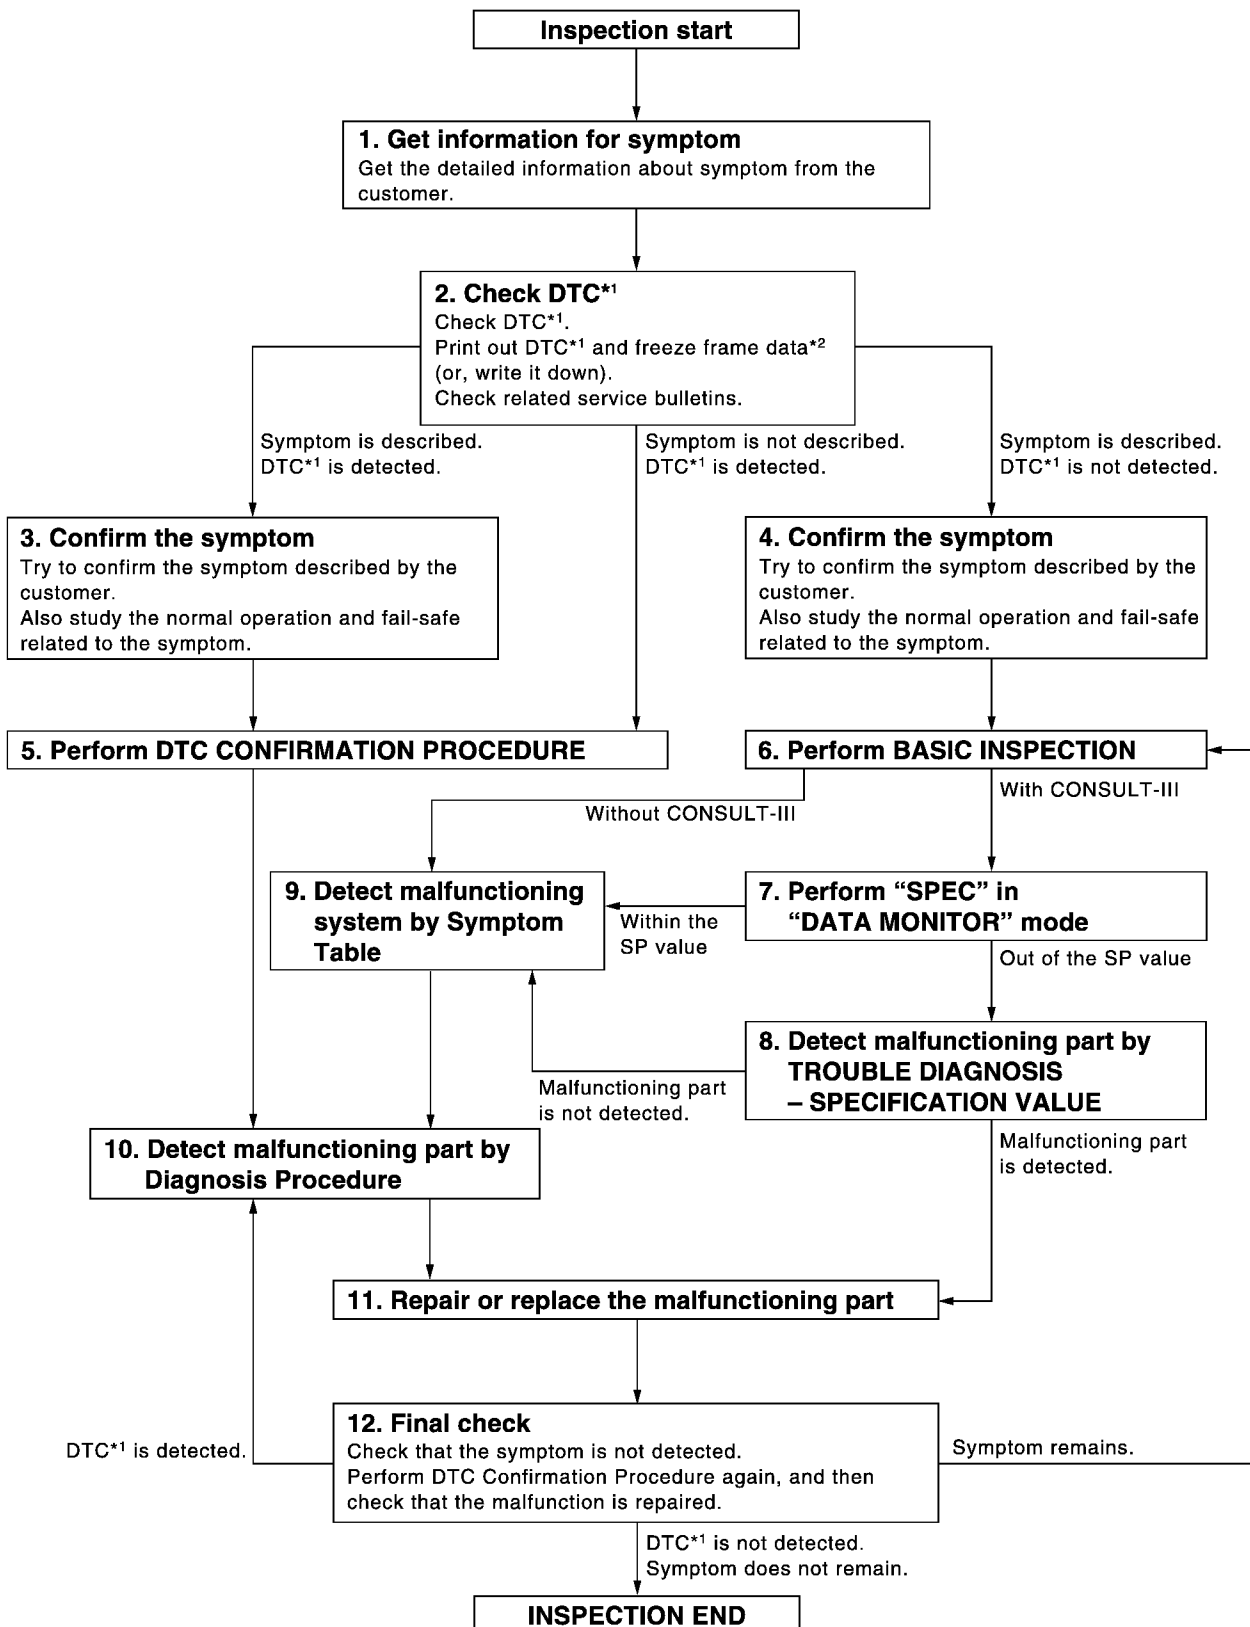 Inspection start
1. Get information for symptom
Get the detailed information about symptom from the
customer.
2. Check DTC*1
Check DTC*1.
Print out DTC*1 and freeze frame data*2
(or, write it down).
Check related service bulletins.
Symptom is described.
DTC*1 is detected.
Symptom is not described.
DTC*1 is detected.
Symptom is described.
DTC*1 is not detected.
3. Confirm the symptom
Try to confirm the symptom described by the
customer.
Also study the normal operation and fail-safe
related to the symptom.
4. Confirm the symptom
Try to confirm the symptom described by the
customer.
Also study the normal operation and fail-safe
related to the symptom.
5. Perform DTC CONFIRMATION PROCEDURE
6. Perform BASIC INSPECTION
Without CONSULT-III
With CONSULT-III
9. Detect malfunctioning
system by Symptom
Table
Within the
SP value
7. Perform “SPEC” in
“DATA MONITOR” mode
Out of the SP value
8. Detect malfunctioning part by
TROUBLE DIAGNOSIS
– SPECIFICATION VALUE
Malfunctioning part
is not detected.
Malfunctioning part
is detected.
10. Detect malfunctioning part by
Diagnosis Procedure
11. Repair or replace the malfunctioning part
DTC*1 is detected.
12. Final check
Check that the symptom is not detected.
Perform DTC Confirmation Procedure again, and then
check that the malfunction is repaired.
Symptom remains.
DTC*1 is not detected.
Symptom does not remain.
INSPECTION END